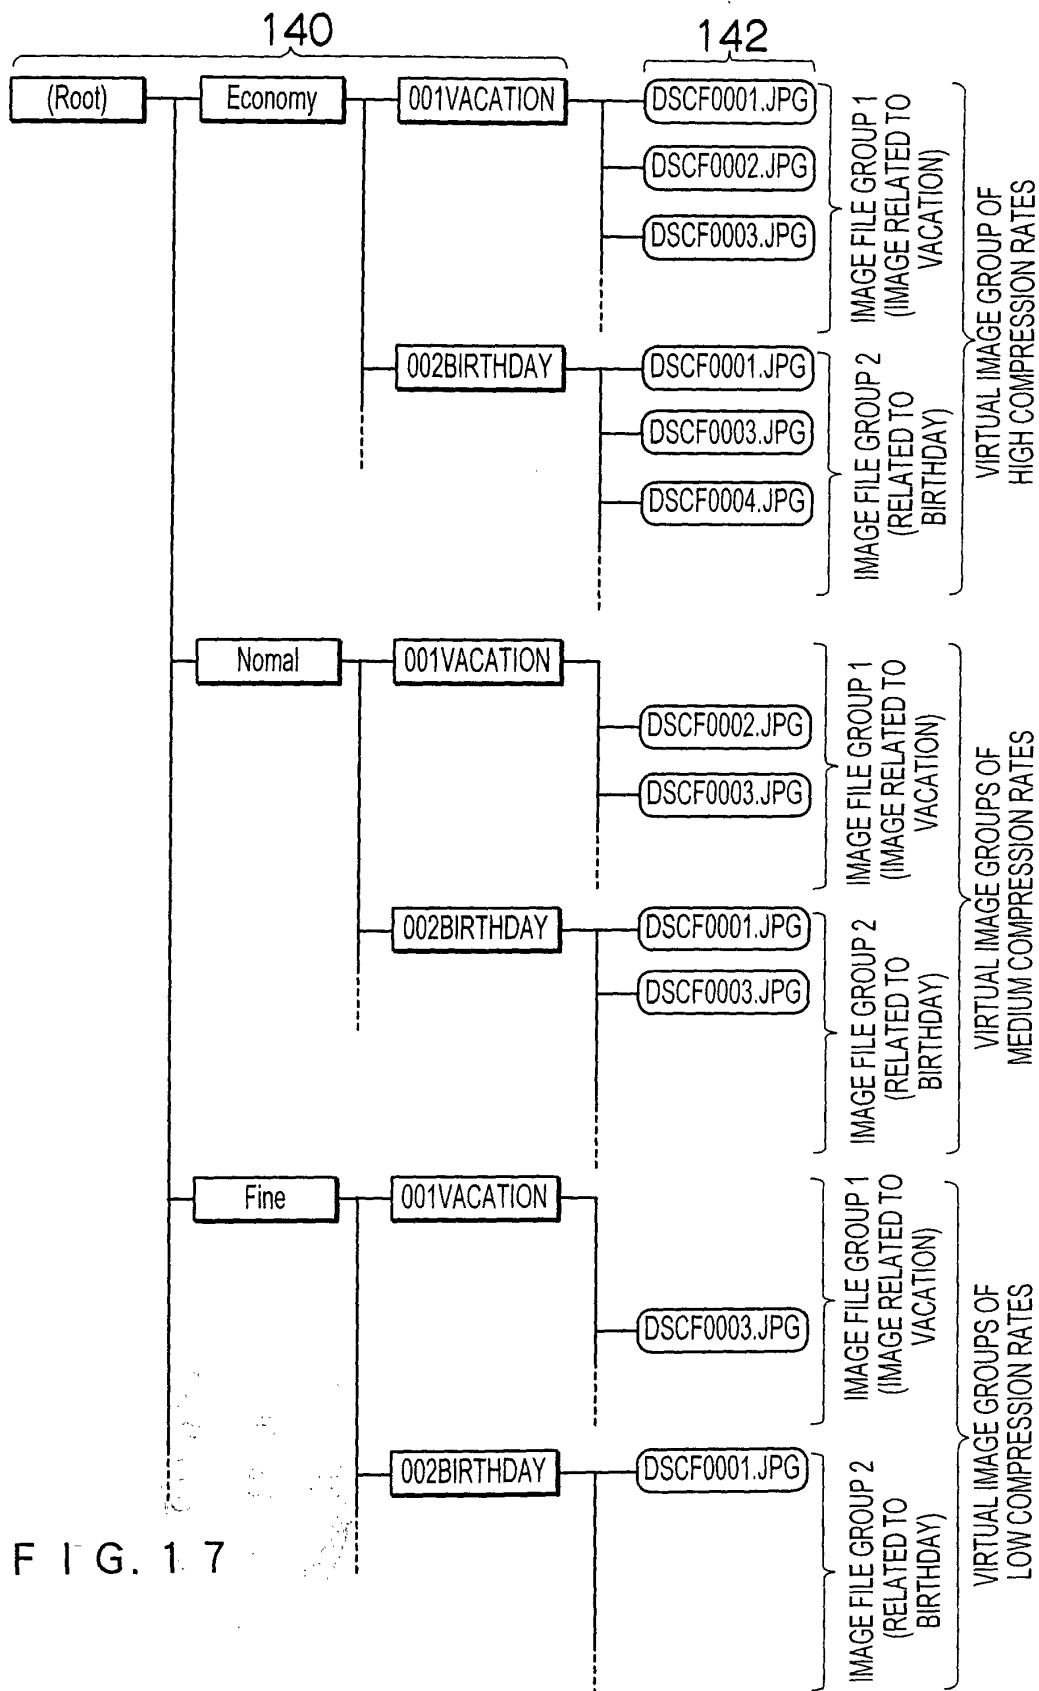 140
142
(Root)
Economy
001VACATION
DSCF0001.JPG
DSCF0002.JPG
DSCF0003.JPG
IMAGE FILE GROUP 1
(IMAGE RELATED TO
VACATION)
002BIRTHDAY
DSCF0001.JPG
DSCF0003.JPG
DSCF0004.JPG
IMAGE FILE GROUP 2
(RELATED TO
BIRTHDAY)
VIRTUAL IMAGE GROUP OF
HIGH COMPRESSION RATES
Nomal
001VACATION
DSCF0002.JPG
DSCF0003.JPG
IMAGE FILE GROUP 1
(IMAGE RELATED TO
VACATION)
002BIRTHDAY
DSCF0001.JPG
DSCF0003.JPG
IMAGE FILE GROUP 2
(RELATED TO
BIRTHDAY)
VIRTUAL IMAGE GROUPS OF
MEDIUM COMPRESSION RATES
Fine
001VACATION
DSCF0003.JPG
IMAGE FILE GROUP 1
(IMAGE RELATED TO
VACATION)
002BIRTHDAY
DSCF0001.JPG
IMAGE FILE GROUP 2
(RELATED TO
BIRTHDAY)
VIRTUAL IMAGE GROUPS OF
LOW COMPRESSION RATES
FIG. 17